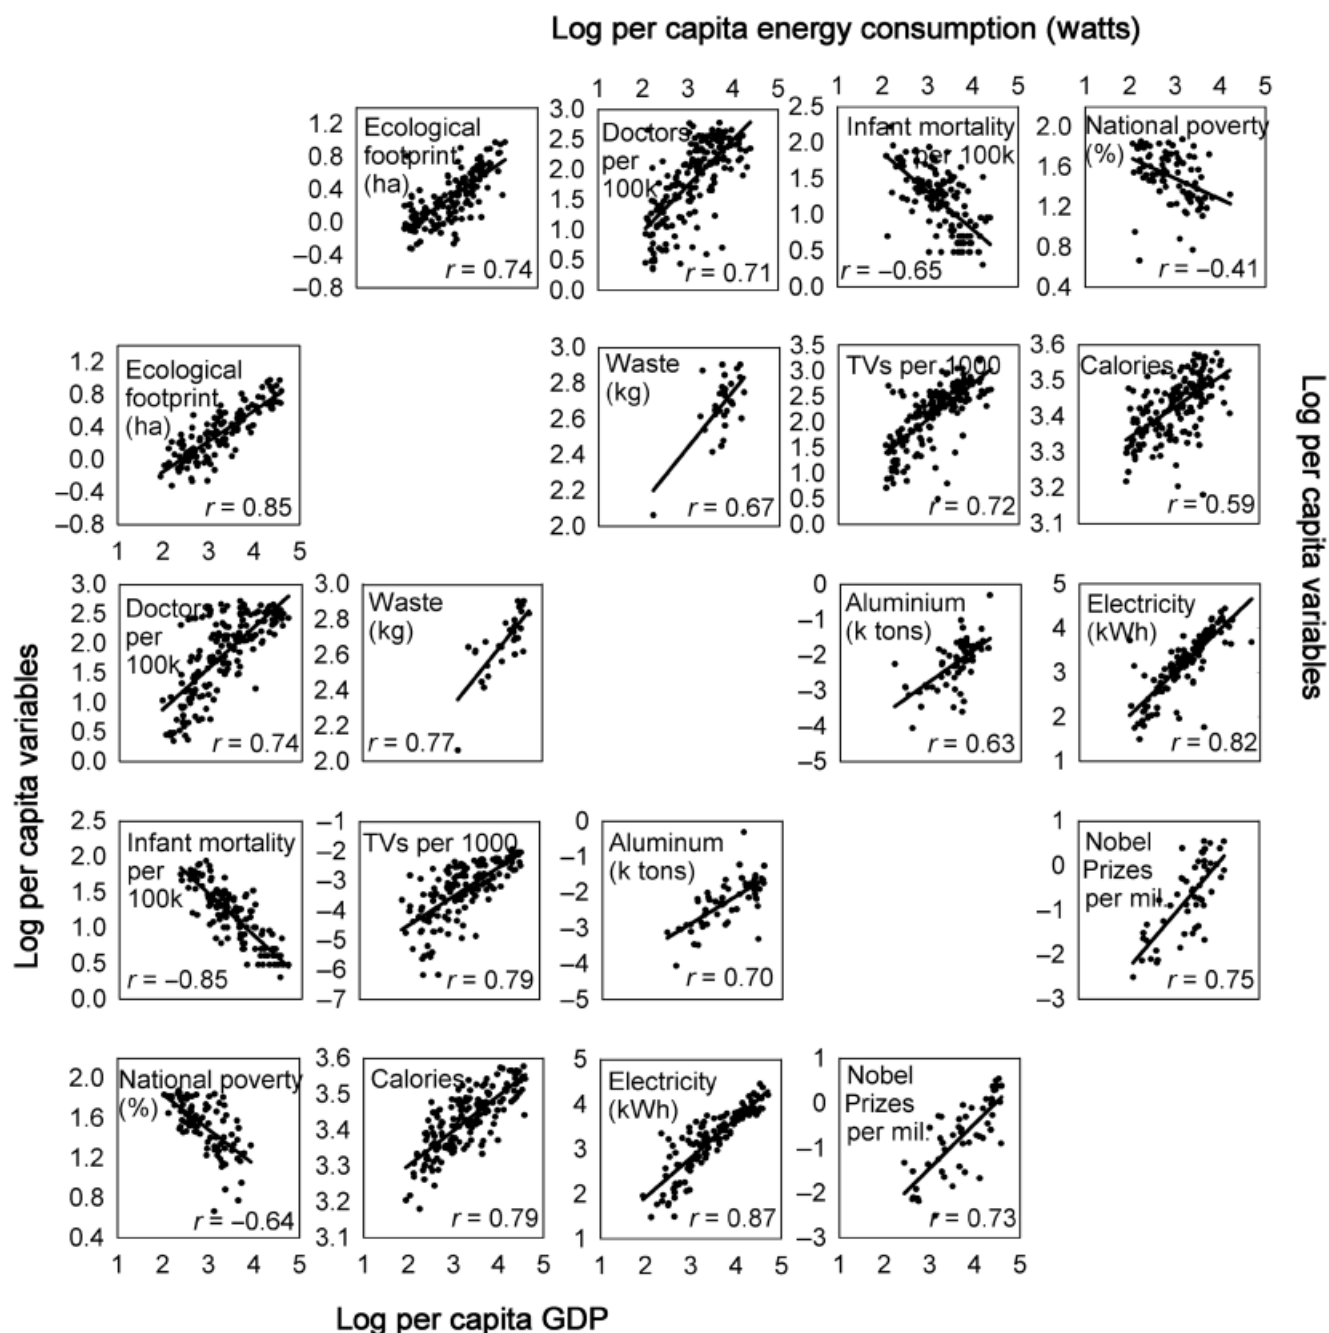 Log per capita energy consumption (watts)
1 2 3 4 5
1 2 3 4 5
1 2 3 4 5
1.2
0.8
0.4
0.0
–0.4
–0.8
Ecological
footprint
(ha)
r = 0.74
3.0
2.5
2.0
1.5
1.0
0.5
0.0
Doctors
per
100k
r = 0.71
2.5
2.0
1.5
1.0
0.5
0.0
Infant mortality
per 100k
r = –0.65
2.0
1.6
1.2
0.8
0.4
National poverty
(%)
r = –0.41
1.2
0.8
0.4
0.0
–0.4
–0.8
Ecological
footprint
(ha)
r = 0.85
1 2 3 4 5
3.0
2.8
2.6
2.4
2.2
2.0
Waste
(kg)
r = 0.67
3.5
3.0
2.5
2.0
1.5
1.0
0.5
0.0
TVs per 1000
r = 0.72
3.6
3.5
3.4
3.3
3.2
3.1
Calories
r = 0.59
Log per capita variables
Log per capita variables
3.0
2.5
2.0
1.5
1.0
0.5
0.0
Doctors
per
100k
r = 0.74
3.0
2.8
2.6
2.4
2.2
2.0
Waste
(kg)
r = 0.77
0
–1
–2
–3
–4
–5
Aluminium
(k tons)
r = 0.63
5
4
3
2
1
Electricity
(kWh)
r = 0.82
2.5
2.0
1.5
1.0
0.5
0.0
Infant mortality
per
100k
r = –0.85
–1
–2
–3
–4
–5
–6
–7
TVs per 1000
r = 0.79
0
–1
–2
–3
–4
–5
Aluminum
(k tons)
r = 0.70
1
0
–1
–2
–3
Nobel
Prizes
per mil.
r = 0.75
2.0
1.6
1.2
0.8
0.4
National poverty
(%)
r = –0.64
3.6
3.5
3.4
3.3
3.2
3.1
Calories
r = 0.79
5
4
3
2
1
Electricity
(kWh)
r = 0.87
1
0
–1
–2
–3
Nobel
Prizes
per mil.
r = 0.73
1 2 3 4 5
1 2 3 4 5
1 2 3 4 5
1 2 3 4 5
Log per capita GDP